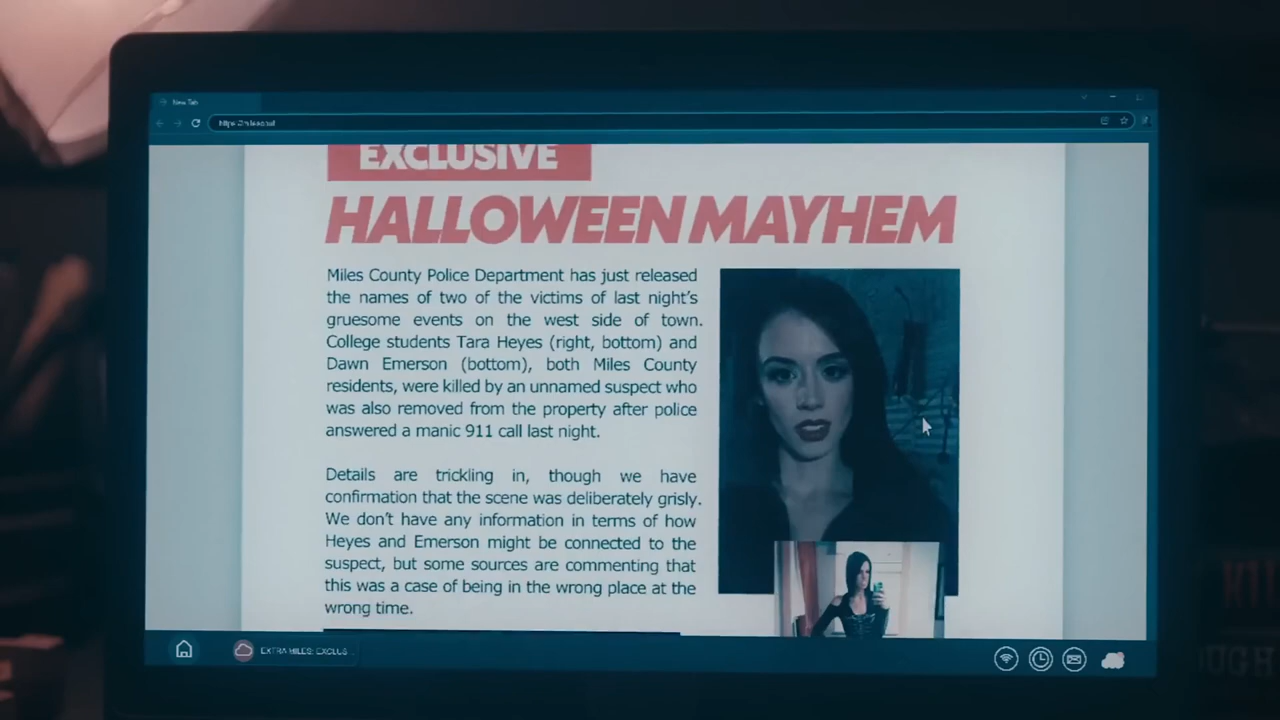 New Tab
EXCLUSIVE
HALLOWEEN MAYHEM
Miles County Police Department has just released
the names of two of the victims of last night's
gruesome events on the west side of town.
College students Tara Heyes (right, bottom) and
Dawn Emerson (bottom), both Miles County
residents, were killed by an unnamed suspect who
was also removed from the property after police
answered a manic 911 call last night.
Details are trickling in, though we have
confirmation that the scene was deliberately grisly.
We don't have any information in terms of how
Heyes and Emerson might be connected to the
suspect, but some sources are commenting that
this was a case of being in the wrong place at the
wrong time.
EXTRA MILES: EXCLUS...